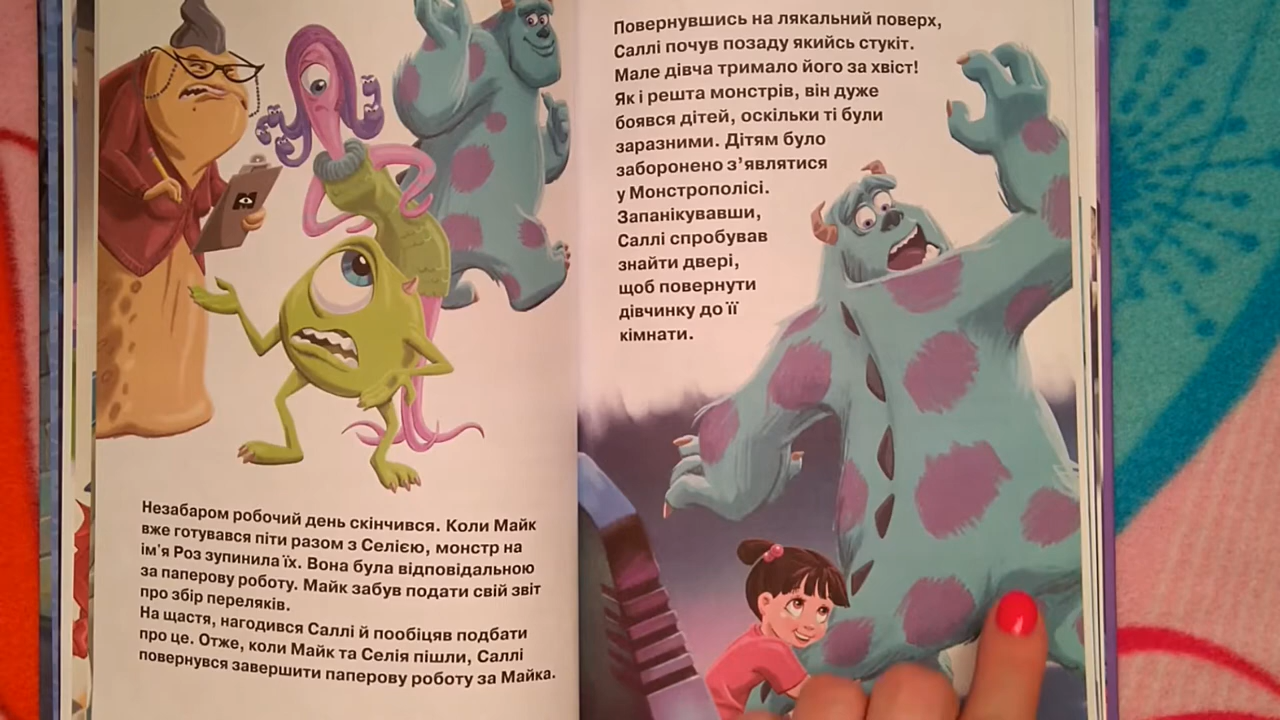 Незабаром робочий день скінчився. Коли Майк
вже готувався піти разом з Селією, монстр на
ім’я Роз зупинила їх. Вона була відповідальною
за паперову роботу. Майк забув подати свій звіт
про збір переляків.
На щастя, нагодився Саллі й пообіцяв подбати
про це. Отже, коли Майк та Селія пішли, Саллі
повернувся завершити паперову роботу за Майка.
Повернувшись на лякальний поверх,
Саллі почув позаду якийсь стукіт.
Мале дівча тримало його за хвіст!
Як і решта монстрів, він дуже
боявся дітей, оскільки ті були
заразними. Дітям було
заборонено з’являтися
у Монстрополісі.
Запанікувавши,
Саллі спробував
знайти двері,
щоб повернути
дівчинку до її
кімнати.